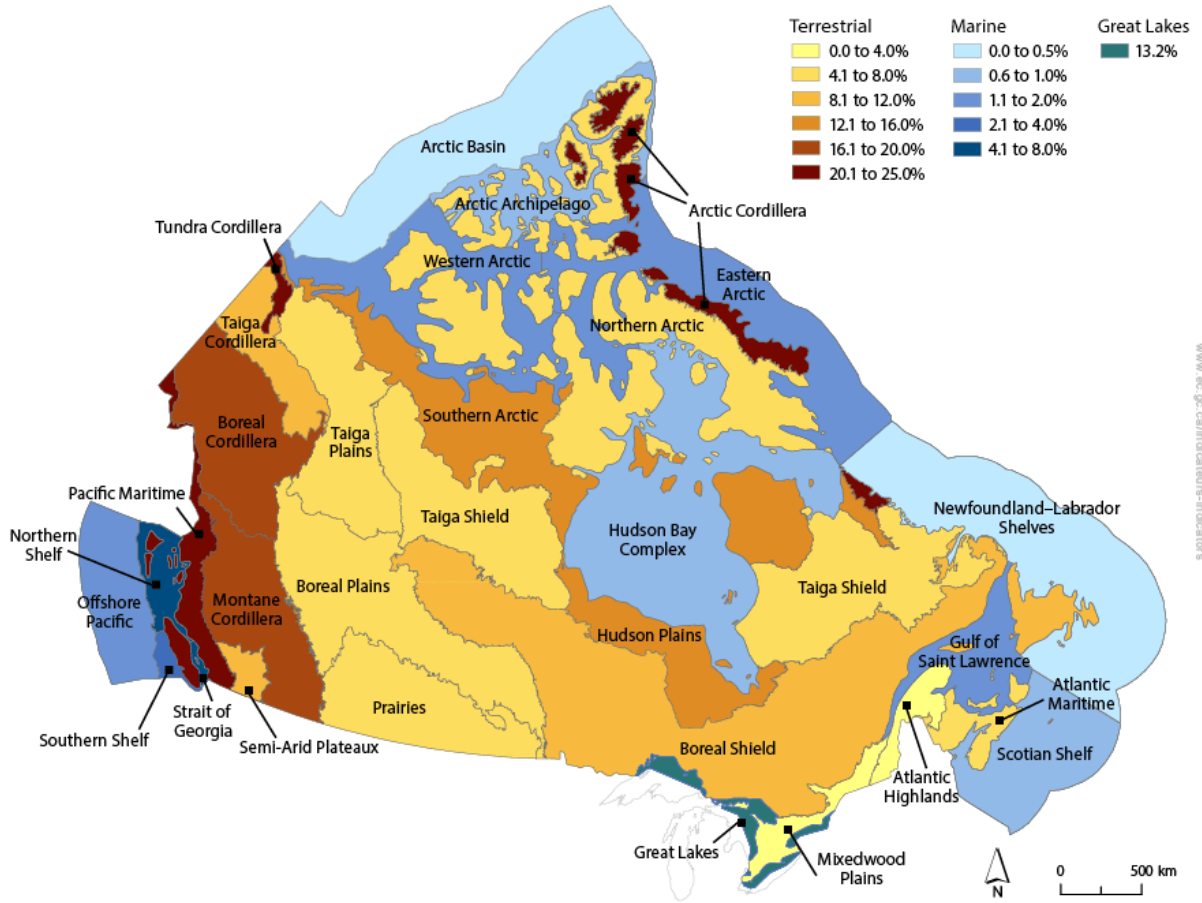 Terrestrial
0.0 to 4.0%
4.1 to 8.0%
8.1 to 12.0%
12.1 to 16.0%
16.1 to 20.0%
20.1 to 25.0%
Marine
0.0 to 0.5%
0.6 to 1.0%
1.1 to 2.0%
2.1 to 4.0%
4.1 to 8.0%
Great Lakes
13.2%
Arctic Basin
Arctic Archipelago
Arctic Cordillera
Tundra Cordillera
Western Arctic
Eastern
Arctic
Taiga
Cordillera
Northern Arctic
Boreal
Cordillera
Taiga
Plains
Southern Arctic
Pacific Maritime
Northern
Shelf
Taiga Shield
Hudson Bay
Complex
Newfoundland–Labrador
Shelves
Offshore
Pacific
Montane
Cordillera
Boreal Plains
Taiga Shield
Hudson Plains
Gulf of
Saint Lawrence
Atlantic
Maritime
Prairies
Strait of
Georgia
Southern Shelf
Semi-Arid Plateaux
Boreal Shield
Scotian Shelf
Atlantic
Highlands
Great Lakes
Mixedwood
Plains
N
0 500 km
www.ec.gc.ca/indicateurs-indicators